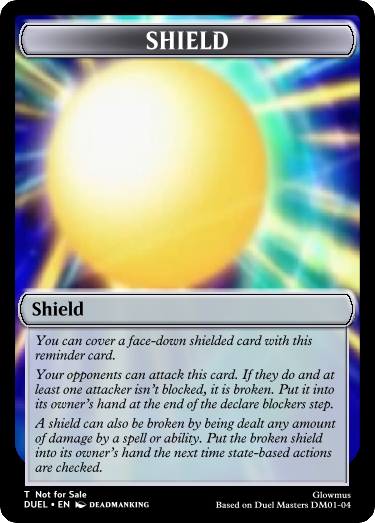 SHIELD
Shield
You can cover a face-down shielded card with this
reminder card.
Your opponents can attack this card. If they do and at
least one attacker isn't blocked, it is broken. Put it into
its owner's hand at the end of the declare blockers step.
A shield can also be broken by being dealt any amount
of damage by a spell or ability. Put the broken shield
into its owner's hand the next time state-based actions
are checked.
T Not for Sale Glowmus
DUEL • EN DEADMANKING Based on Duel Masters DM01-04